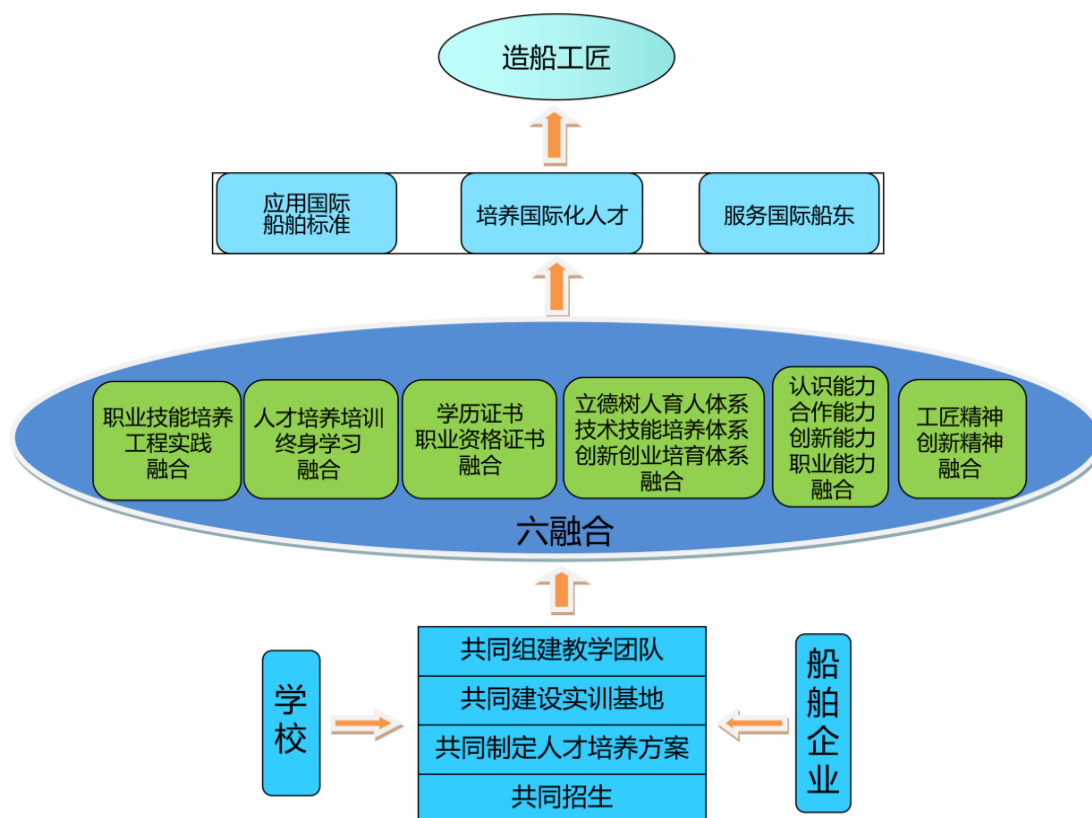 造船工匠
应用国际
船舶标准
培养国际化人才
服务国际船东
职业技能培养
工程实践
融合
人才培养培训
终身学习
融合
学历证书
职业资格证书
融合
立德树人育人体系
技术技能培养体系
创新创业培育体系
融合
认识能力
合作能力
创新能力
职业能力
融合
工匠精神
创新精神
融合
六融合
学校
共同组建教学团队
共同建设实训基地
共同制定人才培养方案
共同招生
船舶企业